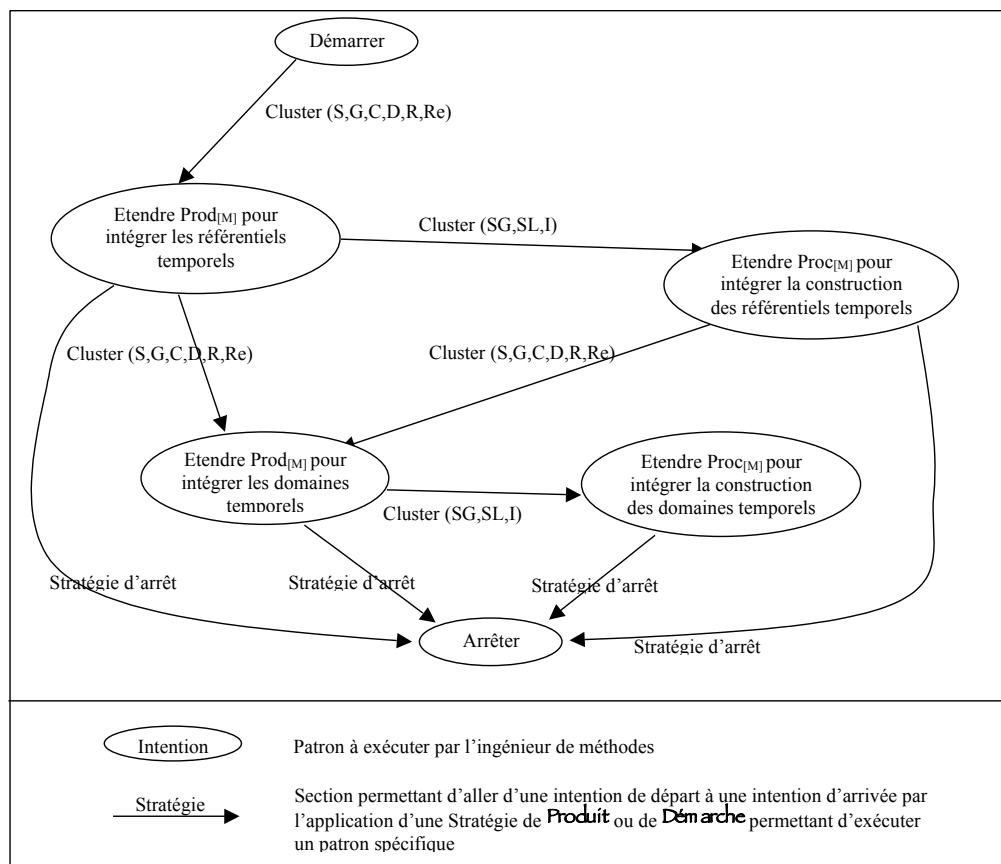 Démarrer
Cluster (S,G,C,D,R,Re)
Etendre Prod[M] pour
intégrer les référentiels
temporels
Cluster (SG,SL,I)
Etendre Proc[M] pour
intégrer la construction
des référentiels temporels
Cluster (S,G,C,D,R,Re)
Cluster (S,G,C,D,R,Re)
Etendre Prod[M] pour
intégrer les domaines
temporels
Cluster (SG,SL,I)
Etendre Proc[M] pour
intégrer la construction
des domaines temporels
Stratégie d'arrêt
Stratégie d'arrêt
Stratégie d'arrêt
Stratégie d'arrêt
Arrêter
Intention
Patron à exécuter par l'ingénieur de méthodes
Stratégie
Section permettant d'aller d'une intention de départ à une intention d'arrivée par
l'application d'une Stratégie de Produit ou de Démarche permettant d'exécuter
un patron spécifique